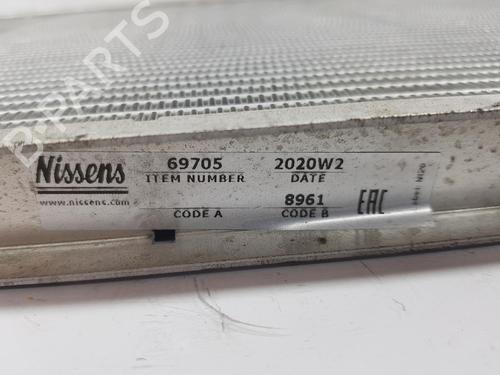 B-PARTS
Nissens
www.nissens.com
69705
ITEM NUMBER
2020W2
DATE
CODE A
8961
CODE B
EAC